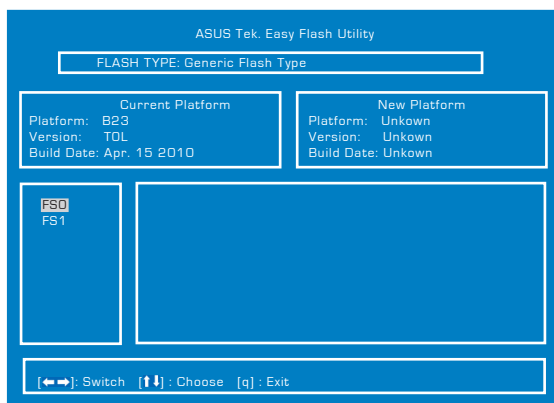 ASUS Tek. Easy Flash Utility
FLASH TYPE: Generic Flash Type
Current Platform
Platform: B23
Version: TOL
Build Date: Apr. 15 2010
New Platform
Platform: Unkown
Version: Unkown
Build Date: Unkown
FS0
FS1
[←→]: Switch [↑↓] : Choose [q] : Exit